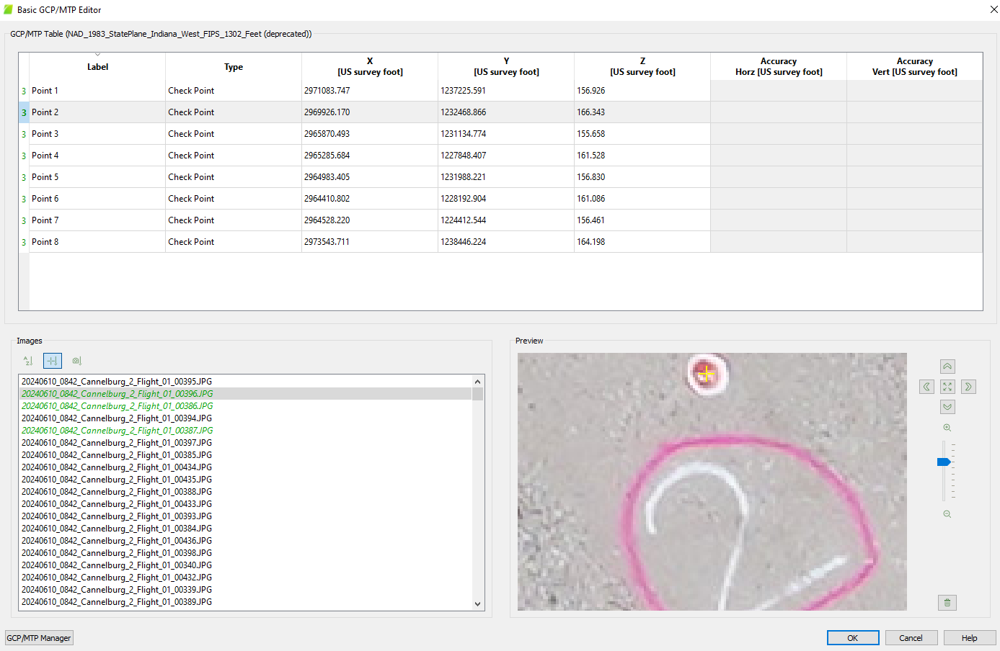 Basic GCP/MTP Editor
GCP/MTP Table (NAD_1983_StatePlane_Indiana_West_FIPS_1302_Feet (deprecated))
Label Type X [US survey foot] Y [US survey foot] Z [US survey foot] Accuracy Horz [US survey foot] Accuracy Vert [US survey foot]
3 Point 1 Check Point 2971083.747 1237225.591 156.926
3 Point 2 Check Point 2969926.170 1232468.866 166.343
3 Point 3 Check Point 2965870.493 1231134.774 155.658
3 Point 4 Check Point 2965285.684 1227848.407 161.528
3 Point 5 Check Point 2964983.405 1231988.221 156.830
3 Point 6 Check Point 2964410.802 1228192.904 161.086
3 Point 7 Check Point 2964528.220 1224412.544 156.461
3 Point 8 Check Point 2973543.711 1238446.224 164.198
Images
20240610_0842_Cannelburg_2_Flight_01_00395.JPG
20240610_0842_Cannelburg_2_Flight_01_00396.JPG
20240610_0842_Cannelburg_2_Flight_01_00386.JPG
20240610_0842_Cannelburg_2_Flight_01_00394.JPG
20240610_0842_Cannelburg_2_Flight_01_00387.JPG
20240610_0842_Cannelburg_2_Flight_01_00397.JPG
20240610_0842_Cannelburg_2_Flight_01_00385.JPG
20240610_0842_Cannelburg_2_Flight_01_00434.JPG
20240610_0842_Cannelburg_2_Flight_01_00435.JPG
20240610_0842_Cannelburg_2_Flight_01_00388.JPG
20240610_0842_Cannelburg_2_Flight_01_00433.JPG
20240610_0842_Cannelburg_2_Flight_01_00393.JPG
20240610_0842_Cannelburg_2_Flight_01_00384.JPG
20240610_0842_Cannelburg_2_Flight_01_00436.JPG
20240610_0842_Cannelburg_2_Flight_01_00398.JPG
20240610_0842_Cannelburg_2_Flight_01_00340.JPG
20240610_0842_Cannelburg_2_Flight_01_00432.JPG
20240610_0842_Cannelburg_2_Flight_01_00339.JPG
20240610_0842_Cannelburg_2_Flight_01_00389.JPG
Preview
GCP/MTP Manager
OK Cancel Help